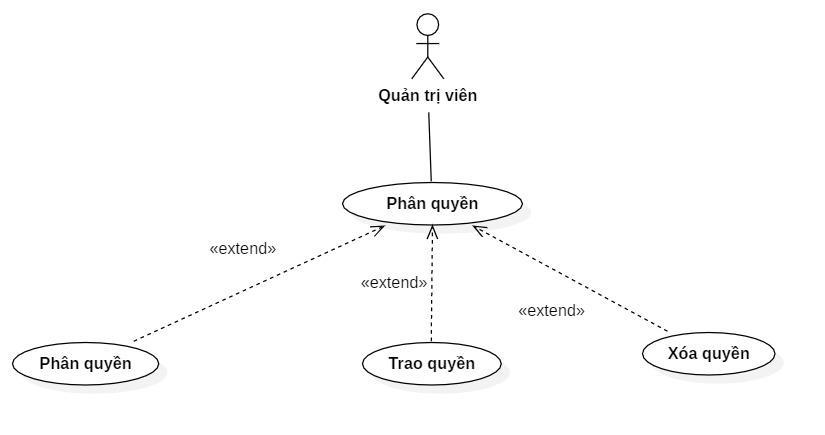 Quản trị viên
Phân quyền
«extend»
«extend»
«extend»
Phân quyền
Trao quyền
Xóa quyền